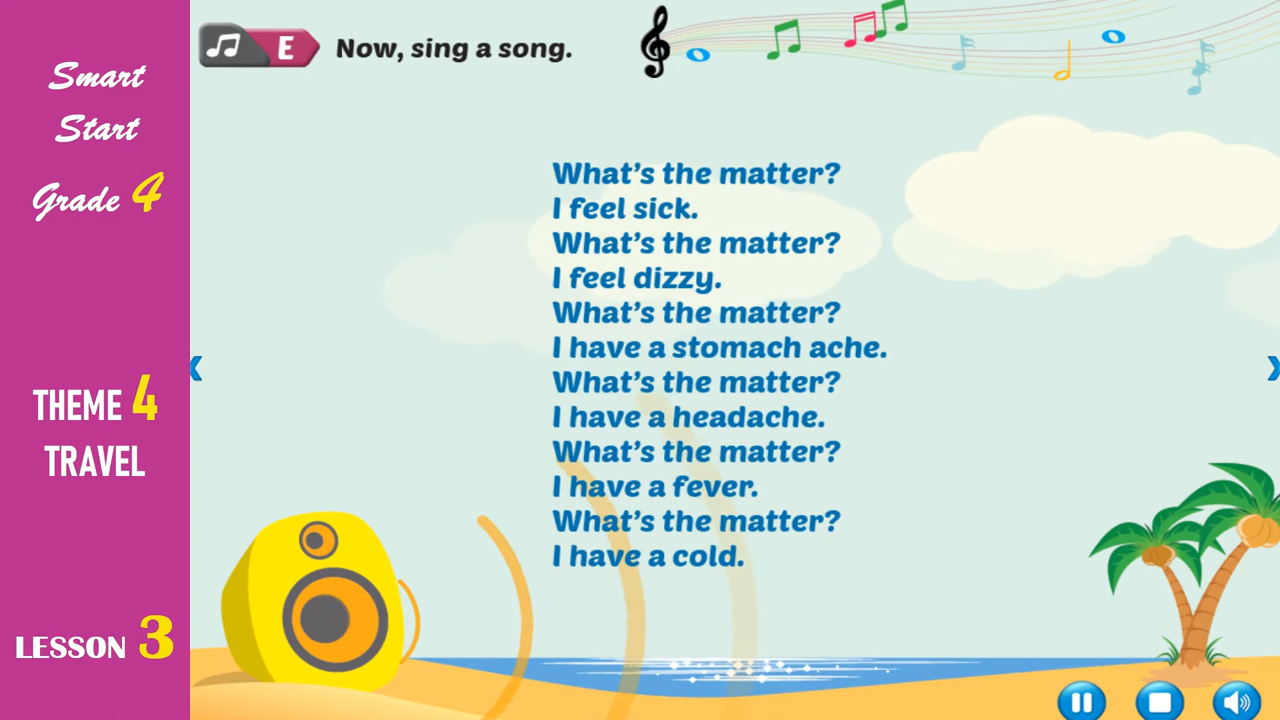 Smart
Start
Grade 4
THEME 4
TRAVEL
LESSON 3
E Now, sing a song.
What's the matter?
I feel sick.
What's the matter?
I feel dizzy.
What's the matter?
I have a stomach ache.
What's the matter?
I have a headache.
What's the matter?
I have a fever.
What's the matter?
I have a cold.